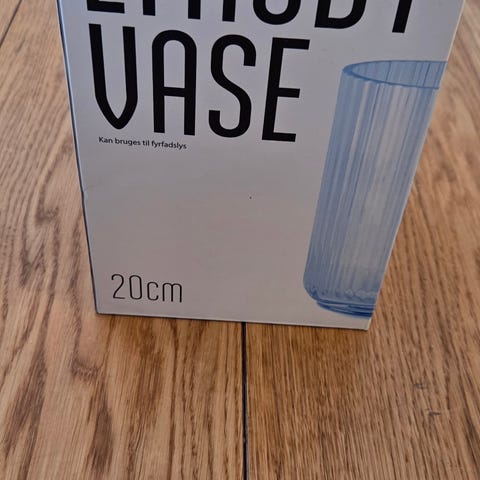 VASE
Kan bruges til fyrfadslys
20cm